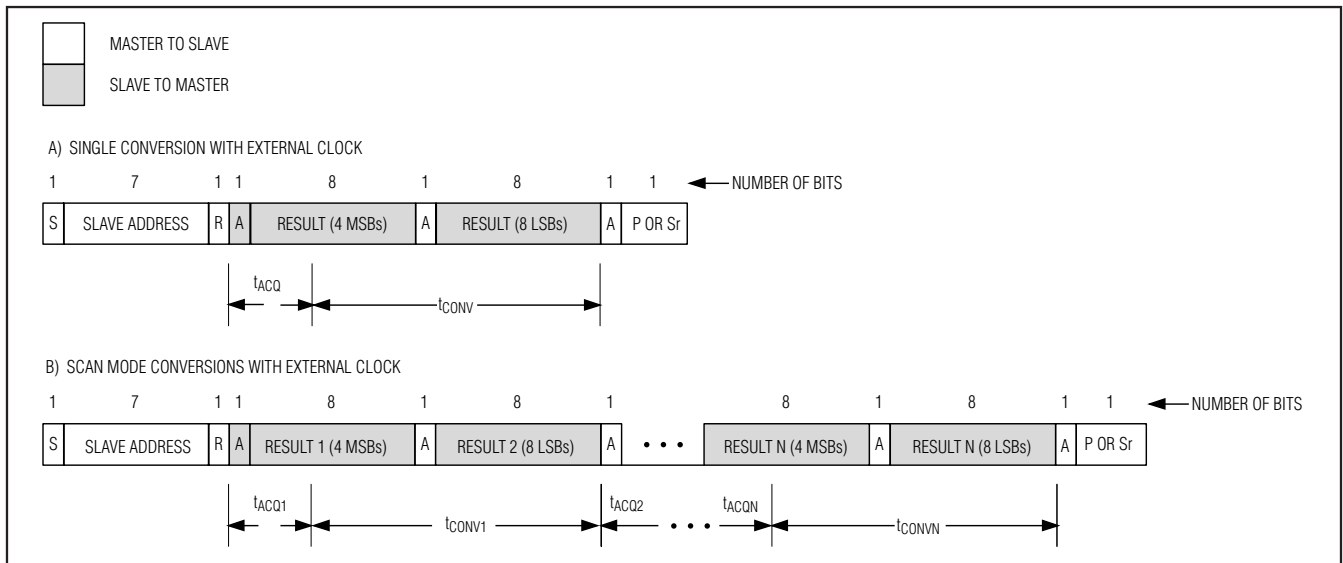 MASTER TO SLAVE
SLAVE TO MASTER
A) SINGLE CONVERSION WITH EXTERNAL CLOCK
1 7 1 1 8 1 8 1 1 NUMBER OF BITS
S SLAVE ADDRESS R A RESULT (4 MSBs) A RESULT (8 LSBs) A P OR Sr
tACQ
tCONV
B) SCAN MODE CONVERSIONS WITH EXTERNAL CLOCK
1 7 1 1 8 1 8 1 8 1 8 1 1 NUMBER OF BITS
S SLAVE ADDRESS R A RESULT 1 (4 MSBs) A RESULT 2 (8 LSBs) A • • • RESULT N (4 MSBs) A RESULT N (8 LSBs) A P OR Sr
tACQ1 tACQ2 tACQN
tCONV1 • • • tCONVN